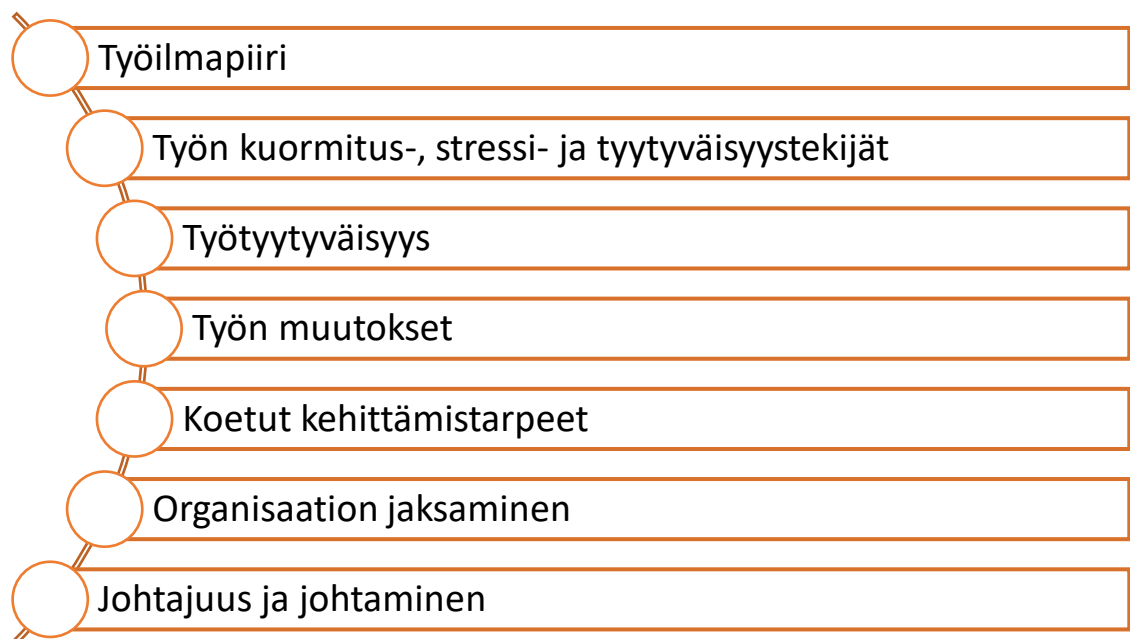 Työilmapiiri
Työn kuormitus-, stressi- ja tyytyväisyystekijät
Työtyytyväisyys
Työn muutokset
Koetut kehittämistarpeet
Organisaation jaksaminen
Johtajuus ja johtaminen